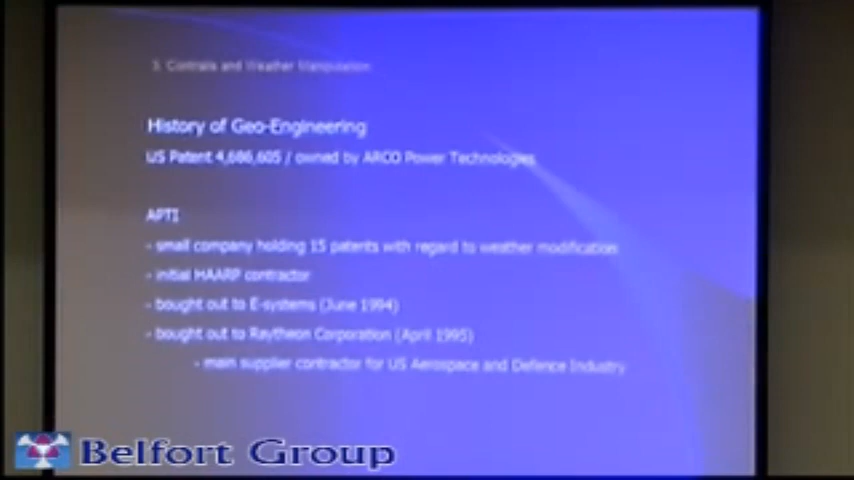 3. Contrails and Weather Manipulation
History of Geo-Engineering
US Patent 4,686,605 / owned by ARCO Power Technologies
APTI
- small company holding 15 patents with regard to weather modification
- initial HAARP contractor
- bought out to E-systems (June 1994)
- bought out to Raytheon Corporation (April 1995)
- main supplier contractor for US Aerospace and Defence Industry
Belfort Group